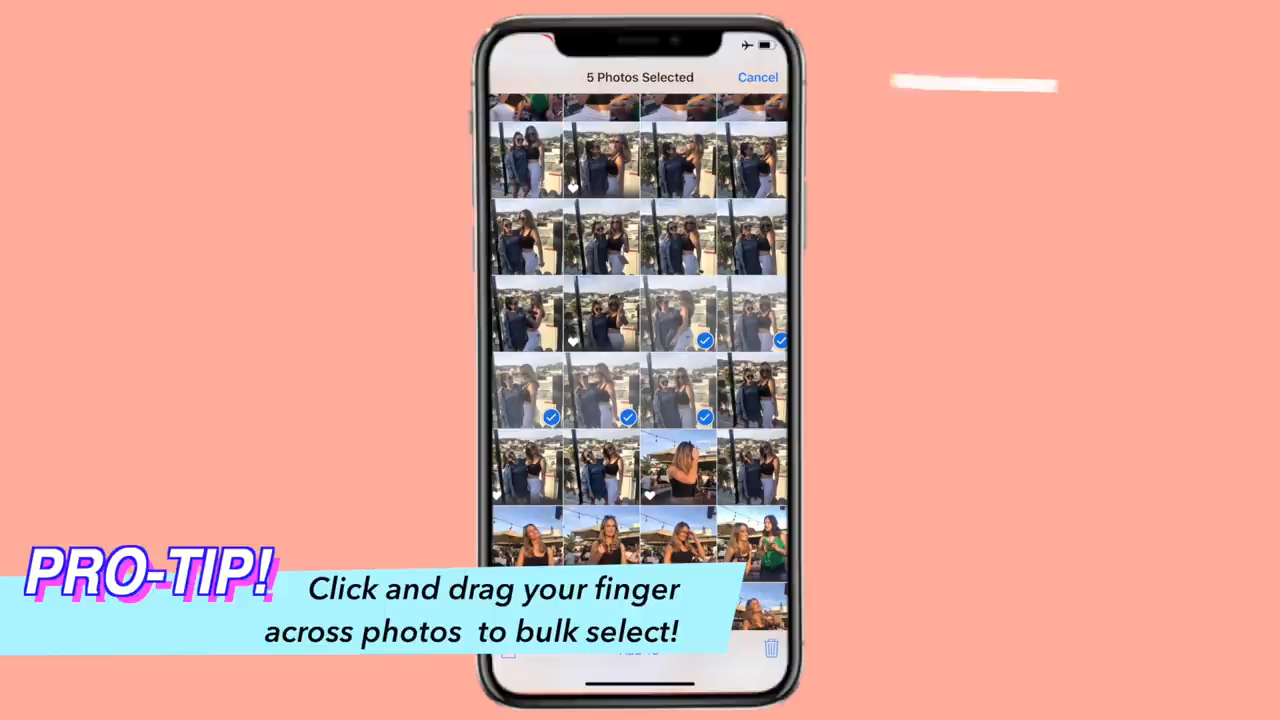 5 Photos Selected
Cancel
PRO-TIP!
Click and drag your finger
across photos to bulk select!